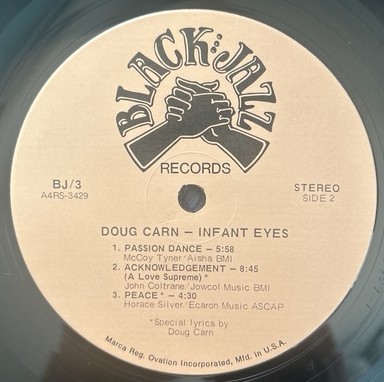 BLACK JAZZ
RECORDS
BJ/3
A4RS-3429
STEREO
SIDE 2
DOUG CARN — INFANT EYES
1. PASSION DANCE — 5:58
McCoy Tyner/Aisha BMI
2. ACKNOWLEDGEMENT — 8:45
(A Love Supreme) *
John Coltrane/Jowcol Music BMI
3. PEACE* — 4:30
Horace Silver/Ecaroh Music ASCAP
*Special lyrics by
Doug Carn
Marca Reg. Ovation Incorporated, Mfd. in U.S.A.